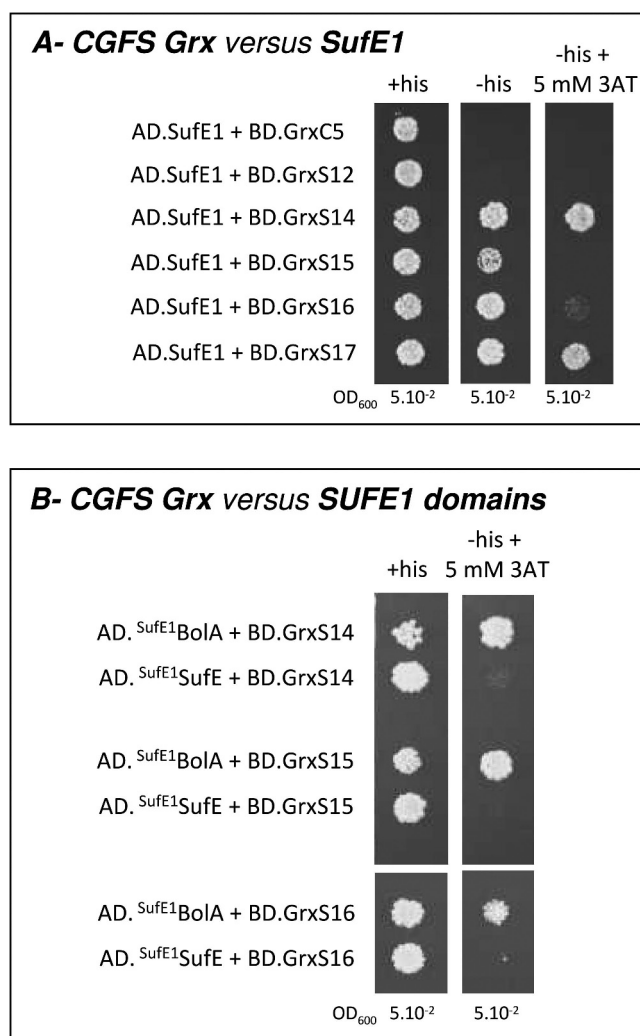 A- CGFS Grx versus SufE1
-his +
+his -his 5 mM 3AT
AD.SufE1 + BD.GrxC5
AD.SufE1 + BD.GrxS12
AD.SufE1 + BD.GrxS14
AD.SufE1 + BD.GrxS15
AD.SufE1 + BD.GrxS16
AD.SufE1 + BD.GrxS17
OD₆₀₀ 5.10⁻² 5.10⁻² 5.10⁻²
B- CGFS Grx versus SUFE1 domains
-his +
+his 5 mM 3AT
AD. ˢᵘᶠᴱ¹BolA + BD.GrxS14
AD. ˢᵘᶠᴱ¹SufE + BD.GrxS14
AD. ˢᵘᶠᴱ¹BolA + BD.GrxS15
AD. ˢᵘᶠᴱ¹SufE + BD.GrxS15
AD. ˢᵘᶠᴱ¹BolA + BD.GrxS16
AD. ˢᵘᶠᴱ¹SufE + BD.GrxS16
OD₆₀₀ 5.10⁻² 5.10⁻²